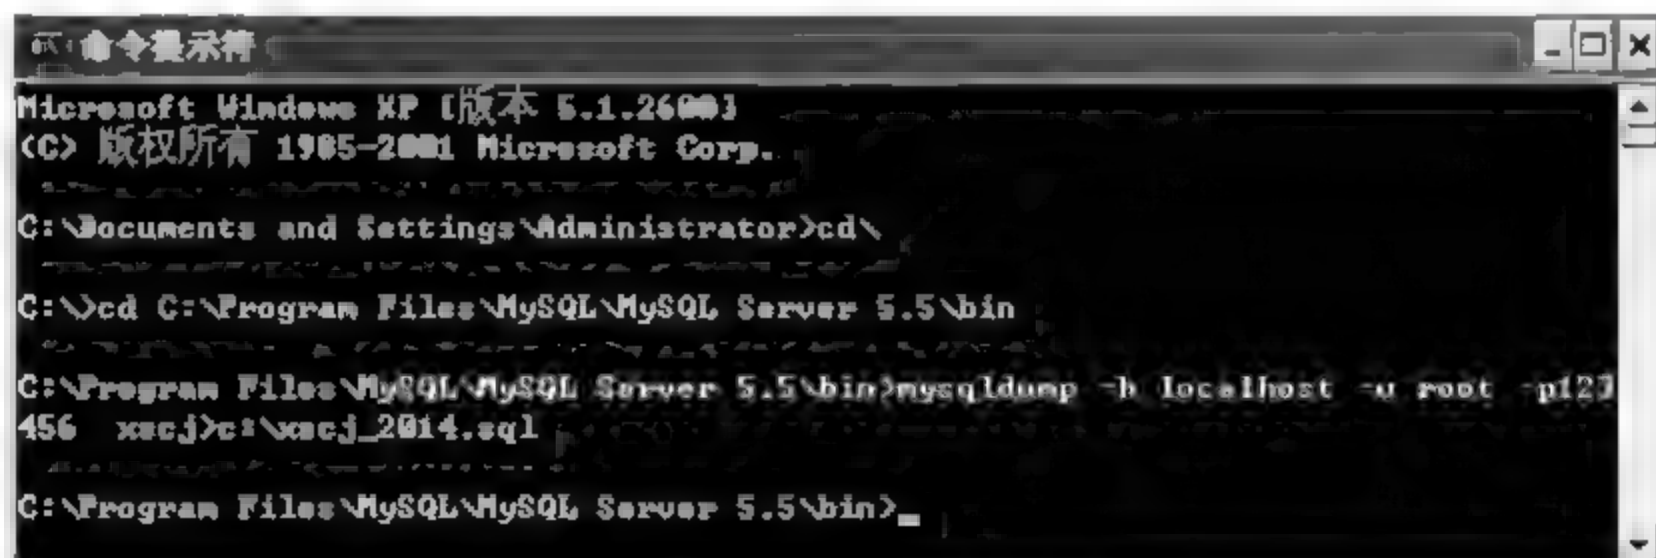 命令提示符
Microsoft Windows XP [版本 5.1.2600]
(C) 版权所有 1985-2001 Microsoft Corp.
C:\Documents and Settings\Administrator>cd\
C:\>cd C:\Program Files\MySQL\MySQL Server 5.5\bin
C:\Program Files\MySQL\MySQL Server 5.5\bin>mysqldump -h localhost -u root -p123
456 xscj>c:\xscj_2014.sql
C:\Program Files\MySQL\MySQL Server 5.5\bin>_